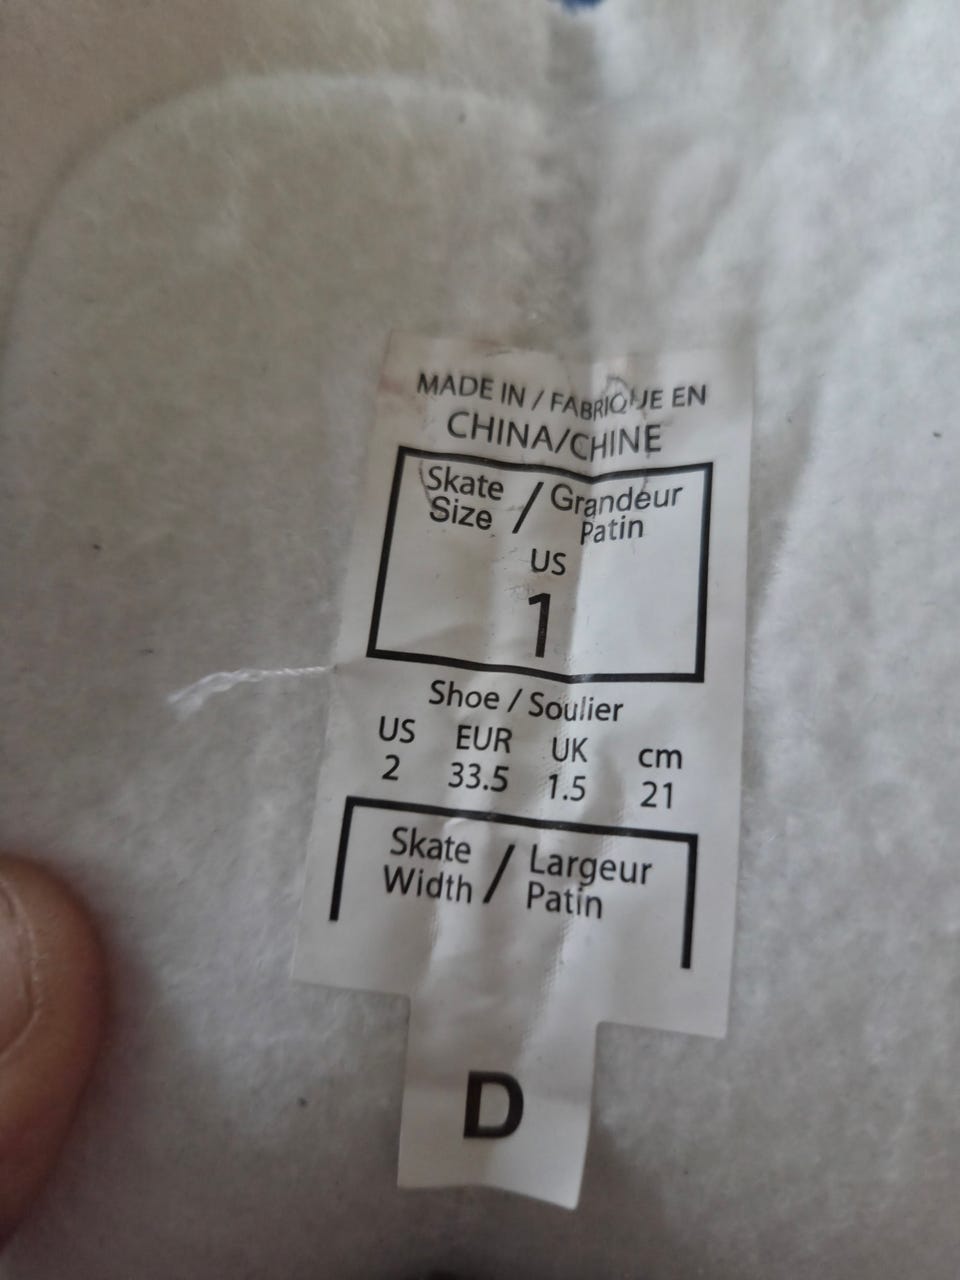 MADE IN / FABRIQUE EN
CHINA/CHINE
Skate / Grandeur
Size Patin
US
1
Shoe / Soulier
US EUR UK cm
2 33.5 1.5 21
Skate / Largeur
Width Patin
D